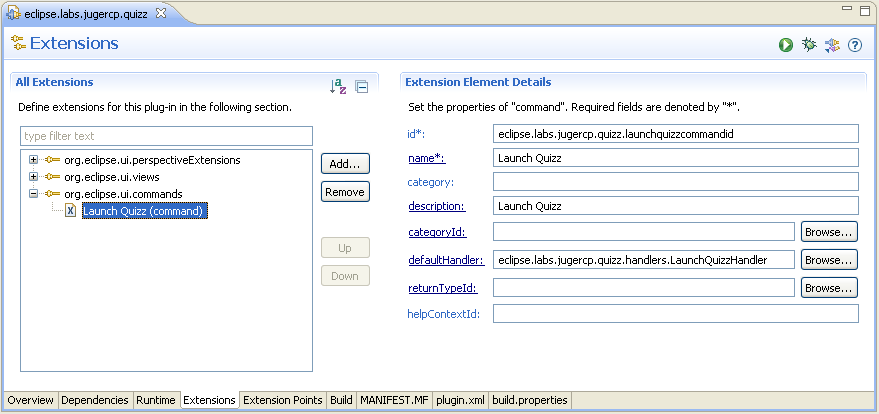 eclipse.labs.jugercp.quizz
Extensions
All Extensions
Define extensions for this plug-in in the following section.
type filter text
org.eclipse.ui.perspectiveExtensions
org.eclipse.ui.views
org.eclipse.ui.commands
Launch Quizz (command)
Add...
Remove
Up
Down
Extension Element Details
Set the properties of "command". Required fields are denoted by "*".
id*: eclipse.labs.jugercp.quizz.launchquizzcommandid
name*: Launch Quizz
category:
description: Launch Quizz
categoryId: Browse...
defaultHandler: eclipse.labs.jugercp.quizz.handlers.LaunchQuizzHandler Browse...
returnTypeId: Browse...
helpContextId:
Overview Dependencies Runtime Extensions Extension Points Build MANIFEST.MF plugin.xml build.properties